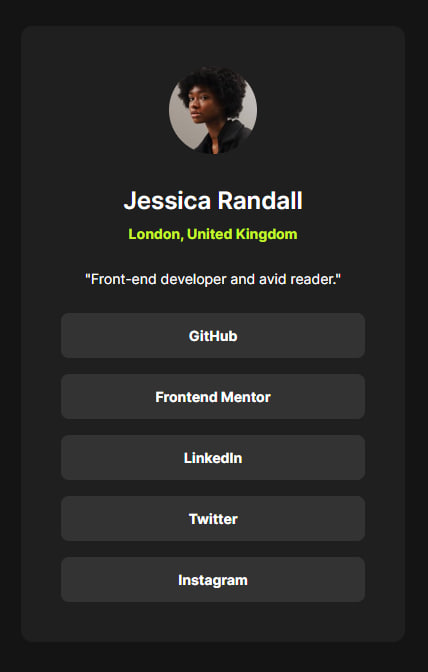 Jessica Randall
London, United Kingdom
"Front-end developer and avid reader."
GitHub
Frontend Mentor
LinkedIn
Twitter
Instagram